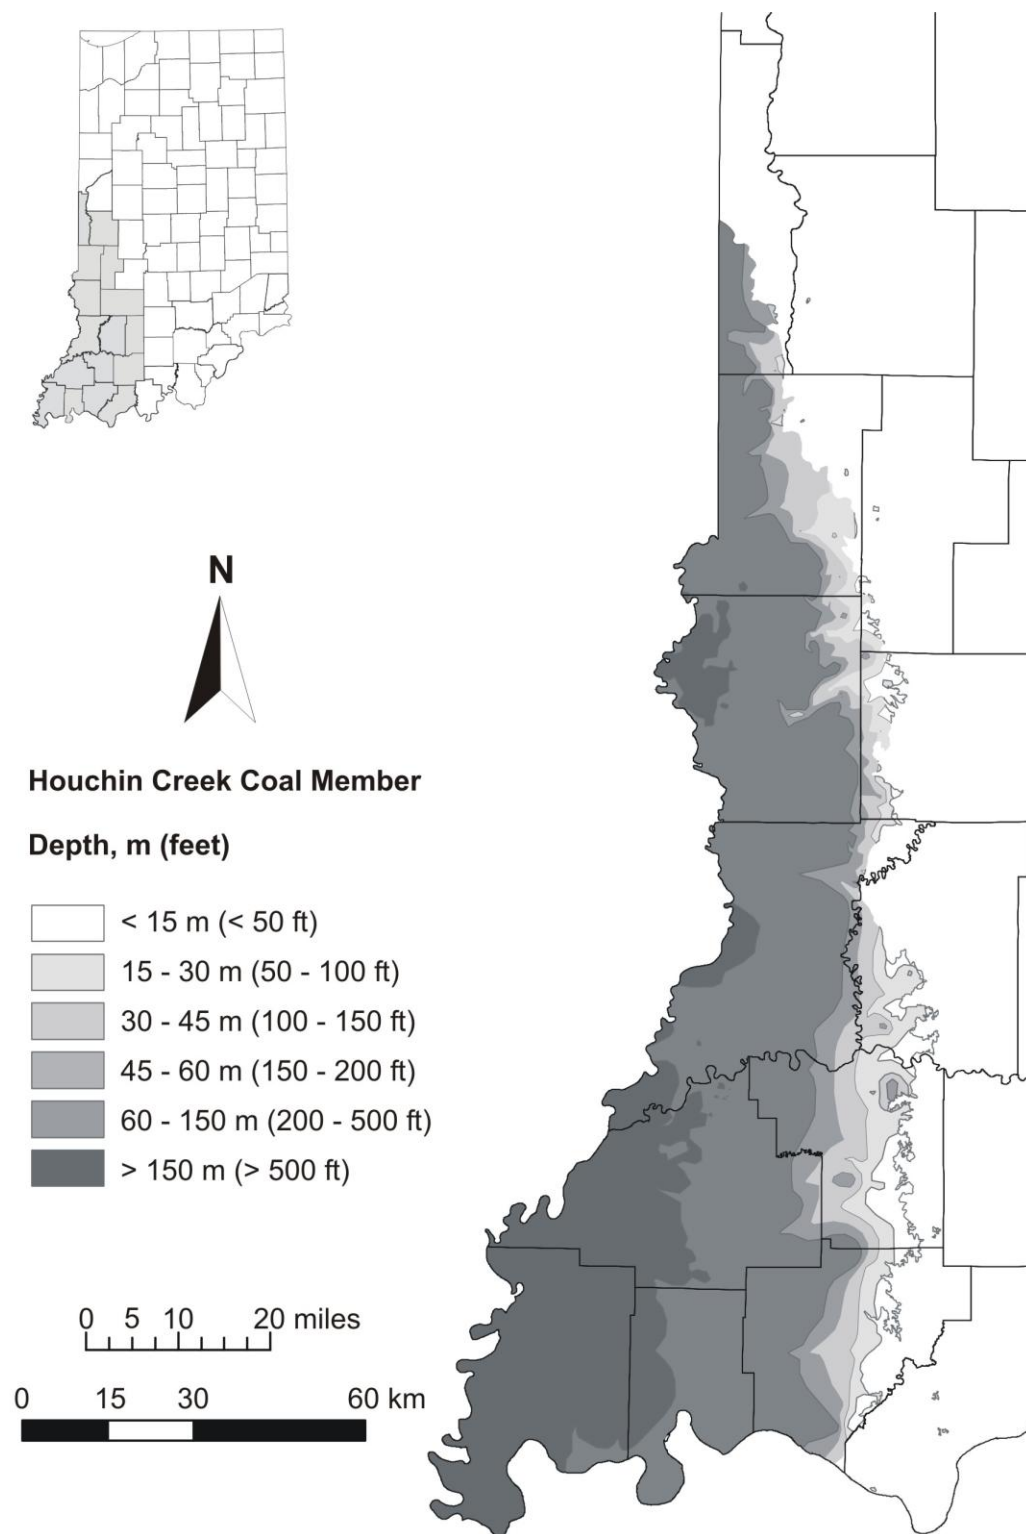 N
Houchin Creek Coal Member
Depth, m (feet)
< 15 m (< 50 ft)
15 - 30 m (50 - 100 ft)
30 - 45 m (100 - 150 ft)
45 - 60 m (150 - 200 ft)
60 - 150 m (200 - 500 ft)
> 150 m (> 500 ft)
0 5 10 20 miles
0 15 30 60 km